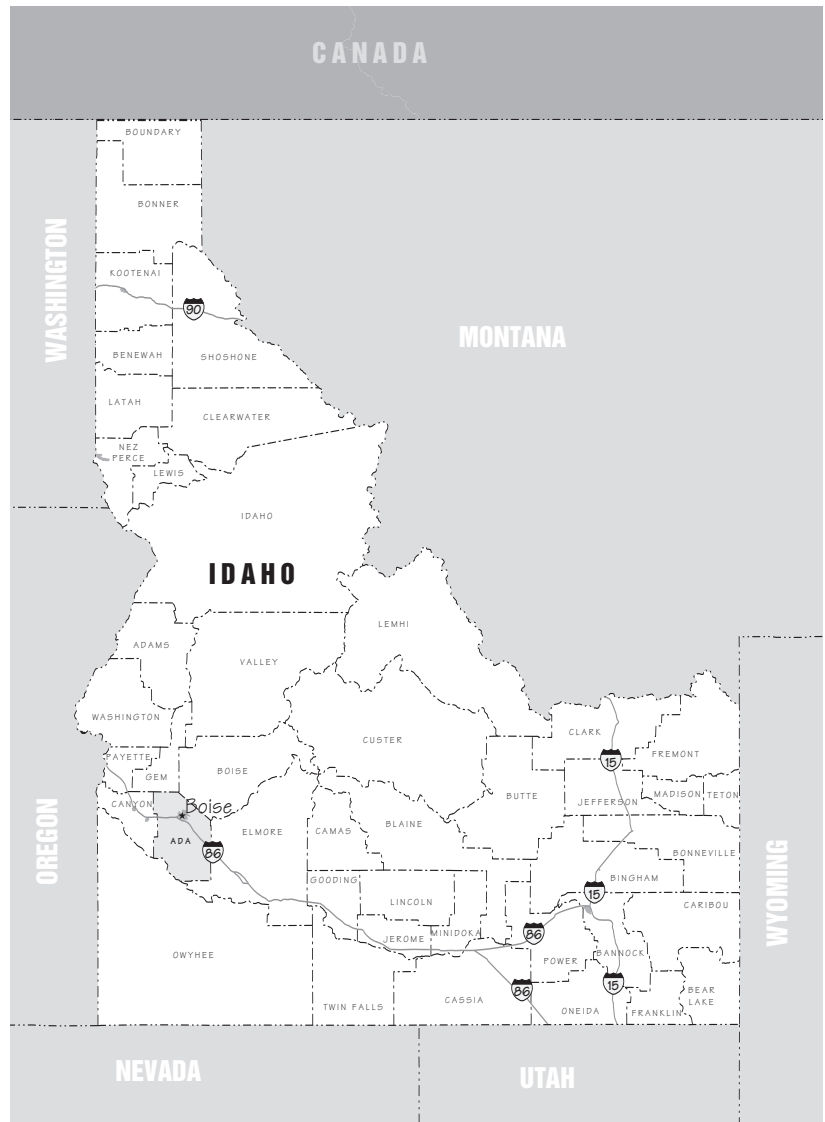 CANADA
BOUNDARY
BONNER
WASHINGTON
KOOTENAI
90
MONTANA
BENEWAH
SHOSHONE
LATAH
CLEARWATER
NEZ
PERCE
LEWIS
IDAHO
IDAHO
LEMHI
ADAMS
VALLEY
WASHINGTON
CUSTER
CLARK
FREMONT
PAYETTE
15
BOISE
GEM
BUTTE
MADISON
TETON
CANYON
Boise
JEFFERSON
OREGON
ADA
ELMORE
CAMAS
BLAINE
86
BONNEVILLE
GOODING
BINGHAM
15
WYOMING
LINCOLN
CARIBOU
JEROME
MINIDOKA
86
OWYHEE
POWER
BANNOCK
86
15
BEAR
LAKE
TWIN FALLS
CASSIA
ONEIDA
FRANKLIN
NEVADA
UTAH